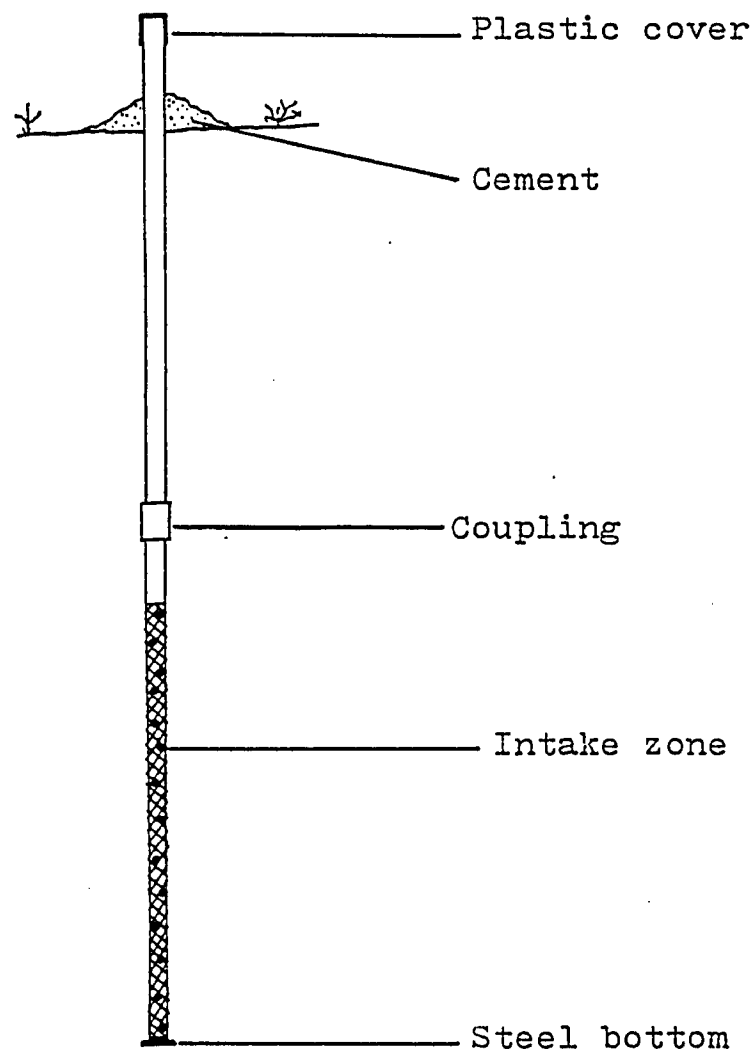 Plastic cover
Cement
Coupling
Intake zone
Steel bottom